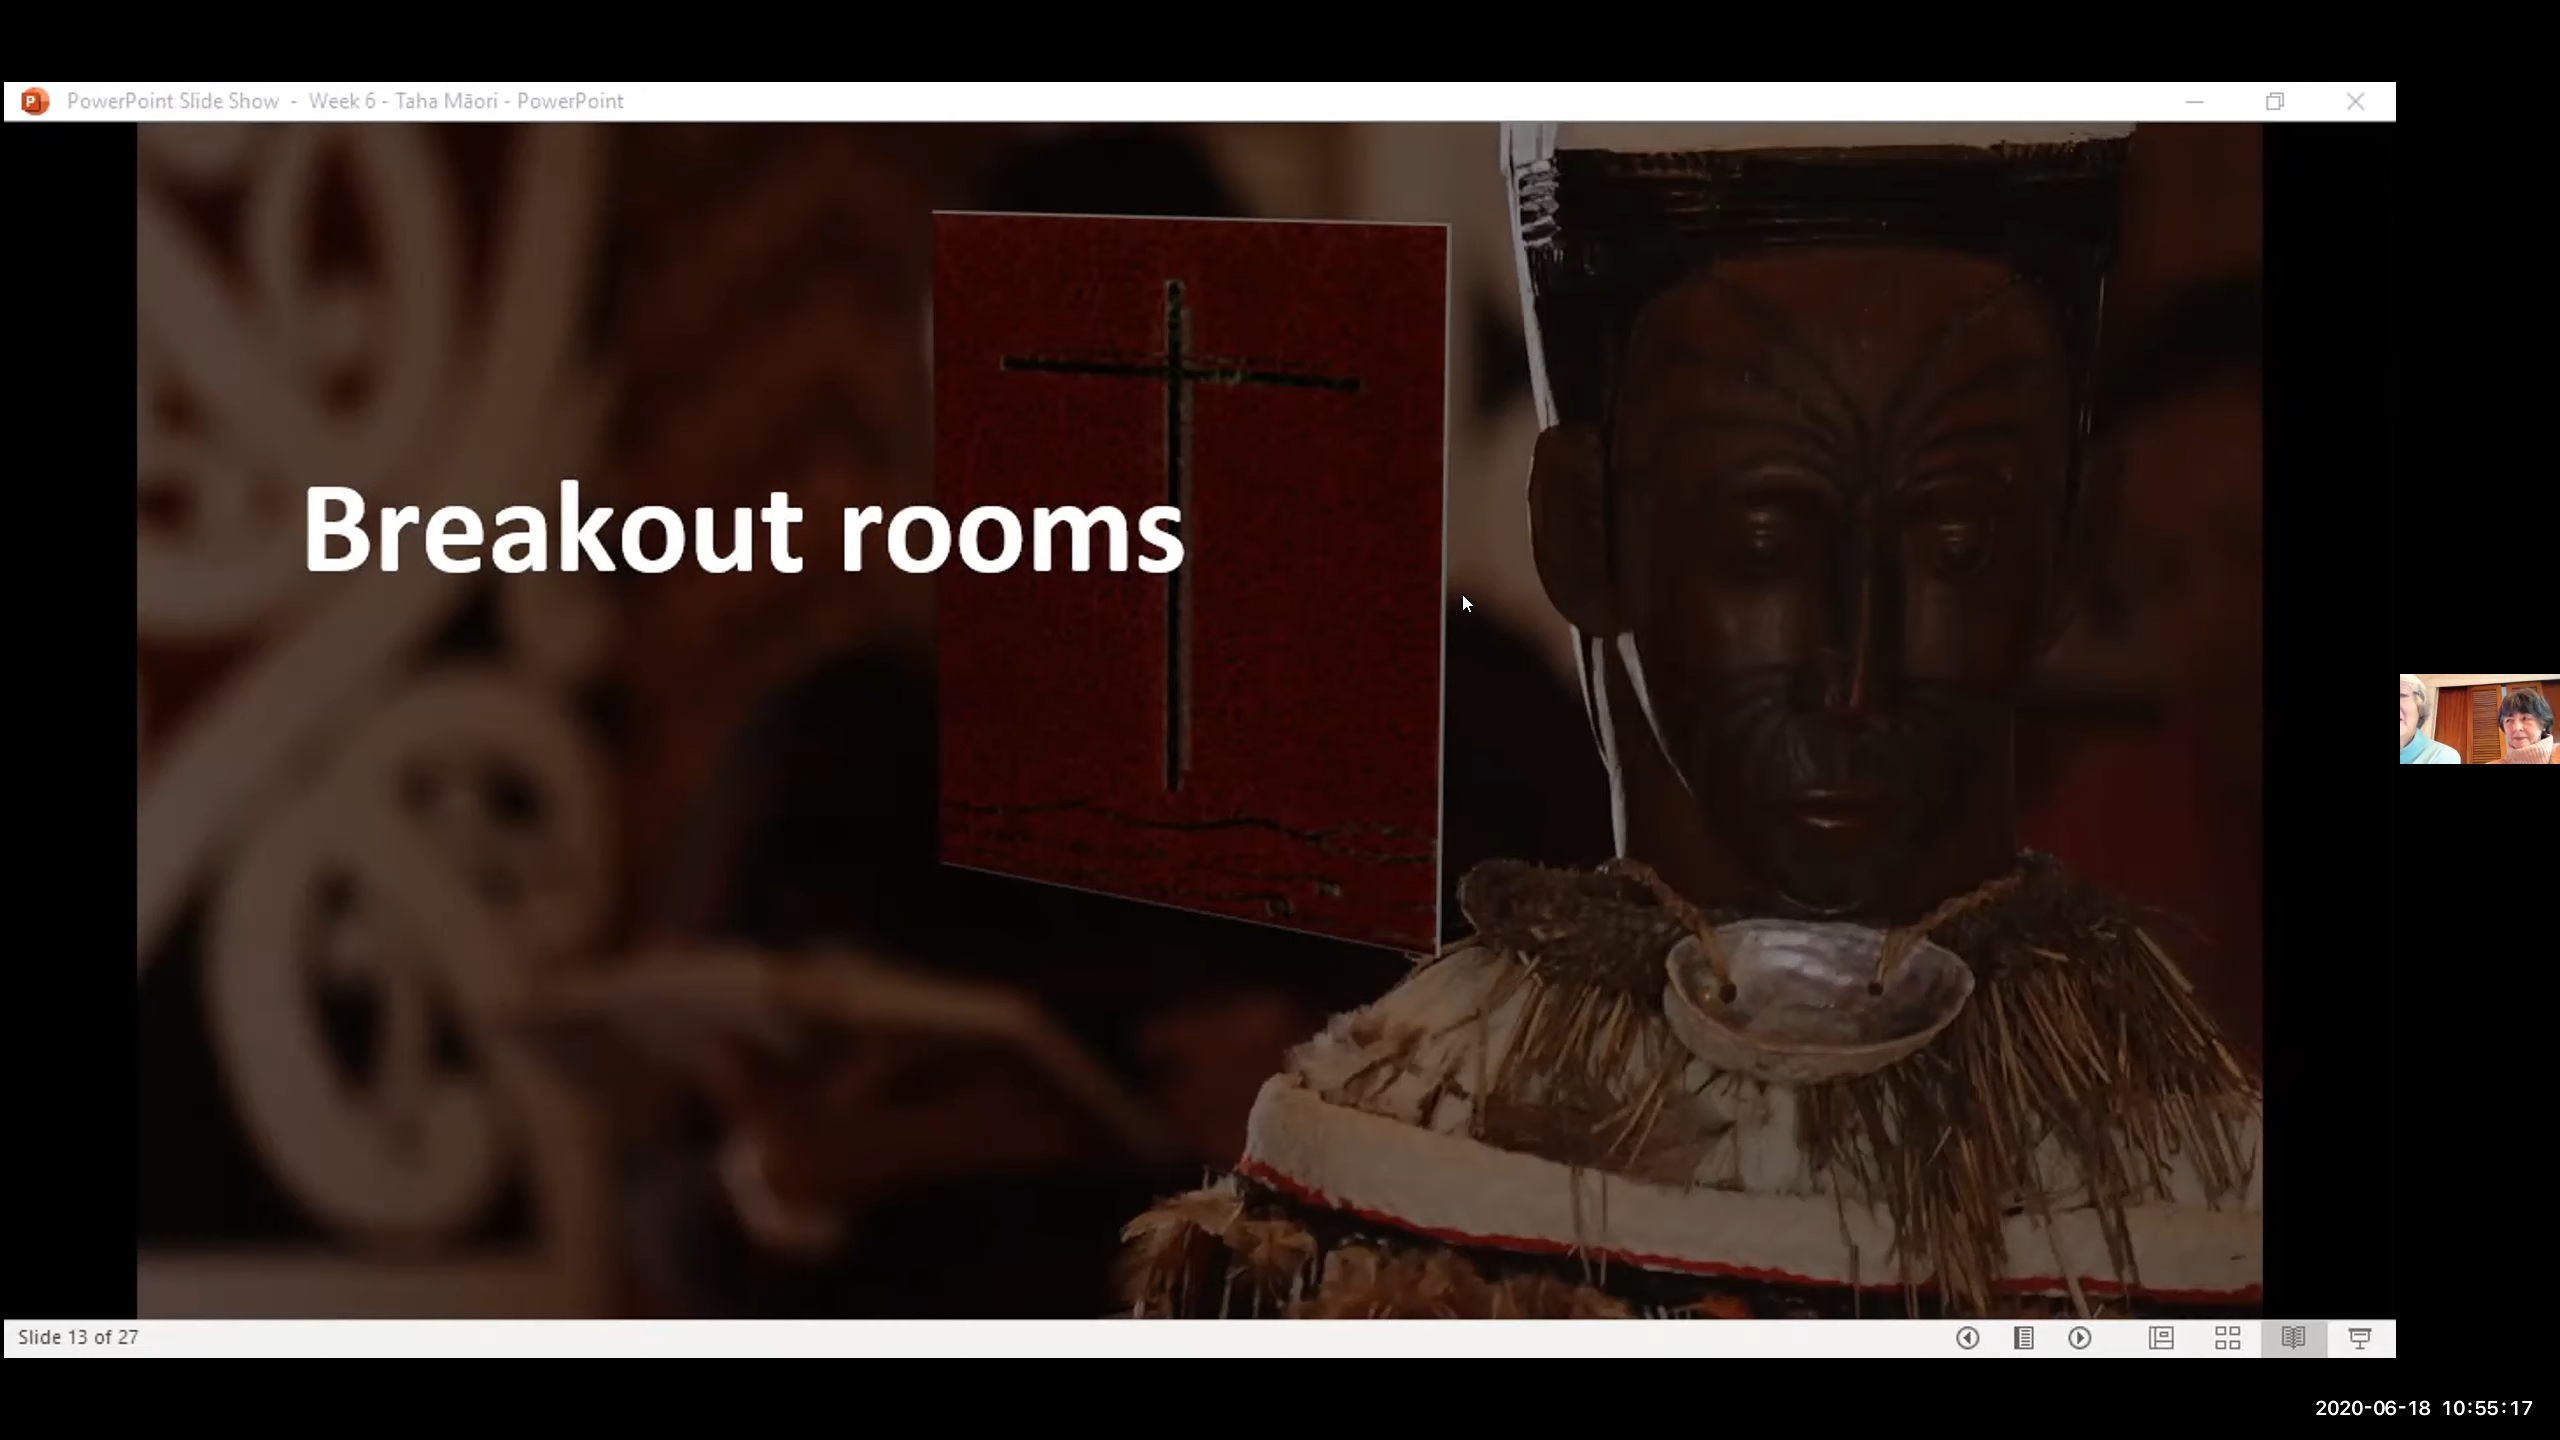 PowerPoint Slide Show - Week 6 - Taha Māori - PowerPoint
Breakout rooms
Slide 13 of 27
2020-06-18 10:55:17